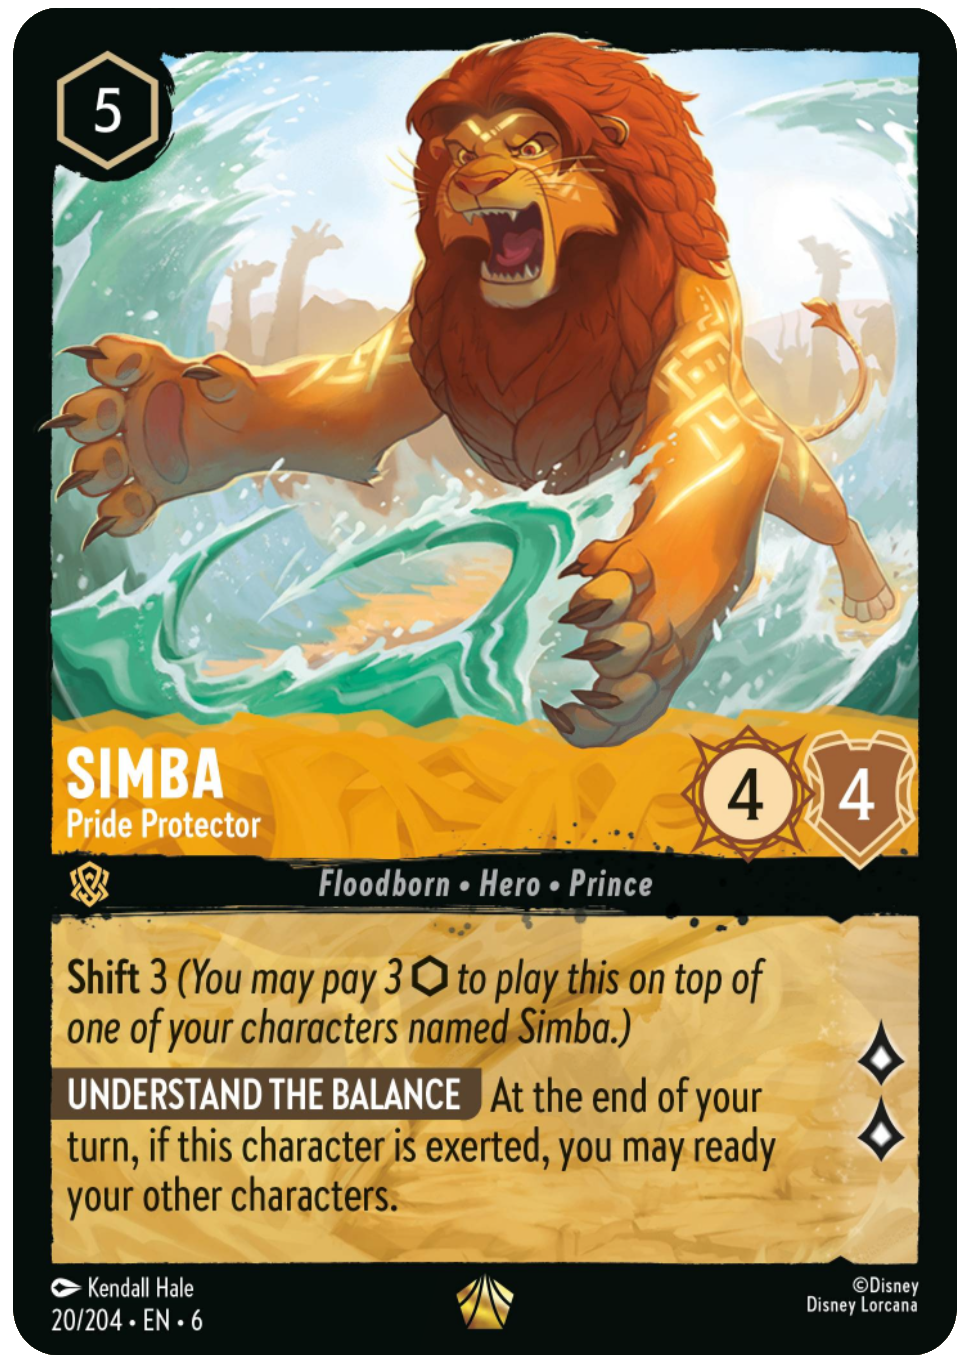 5
SIMBA
Pride Protector
4 4
Floodborn • Hero • Prince
Shift 3 (You may pay 3 ⬡ to play this on top of
one of your characters named Simba.)
UNDERSTAND THE BALANCE At the end of your
turn, if this character is exerted, you may ready
your other characters.
Kendall Hale
20/204 • EN • 6
©Disney
Disney Lorcana